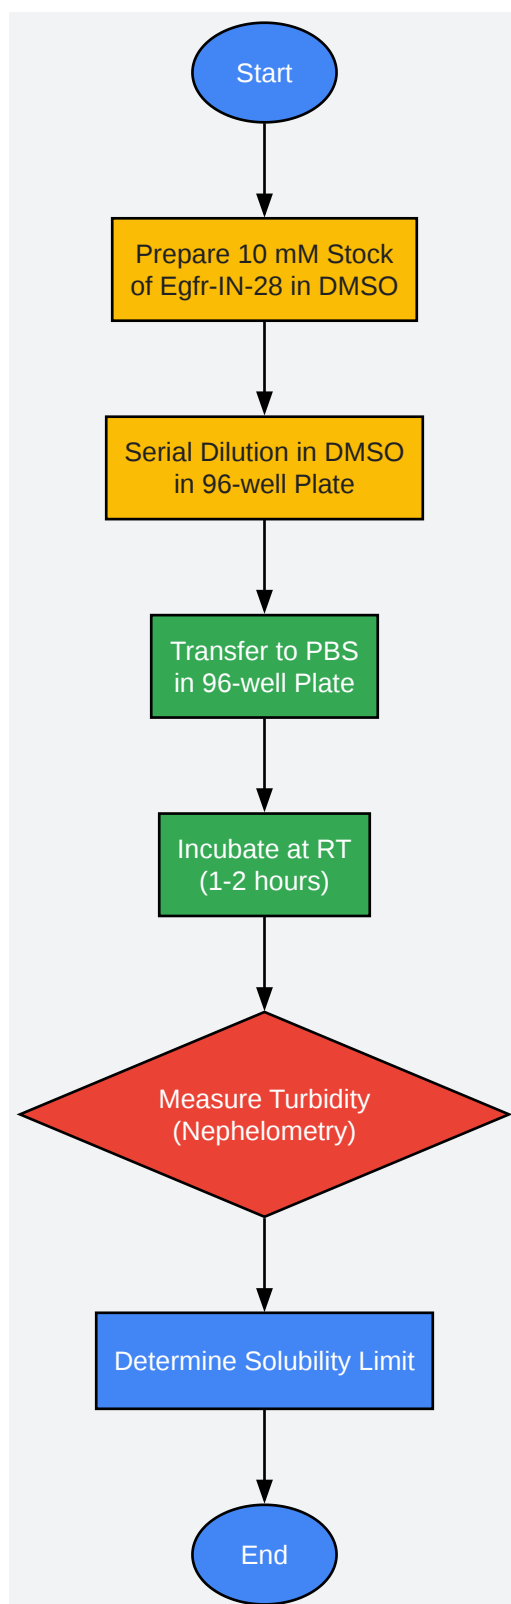 Start
Prepare 10 mM Stock
of Egfr-IN-28 in DMSO
Serial Dilution in DMSO
in 96-well Plate
Transfer to PBS
in 96-well Plate
Incubate at RT
(1-2 hours)
Measure Turbidity
(Nephelometry)
Determine Solubility Limit
End